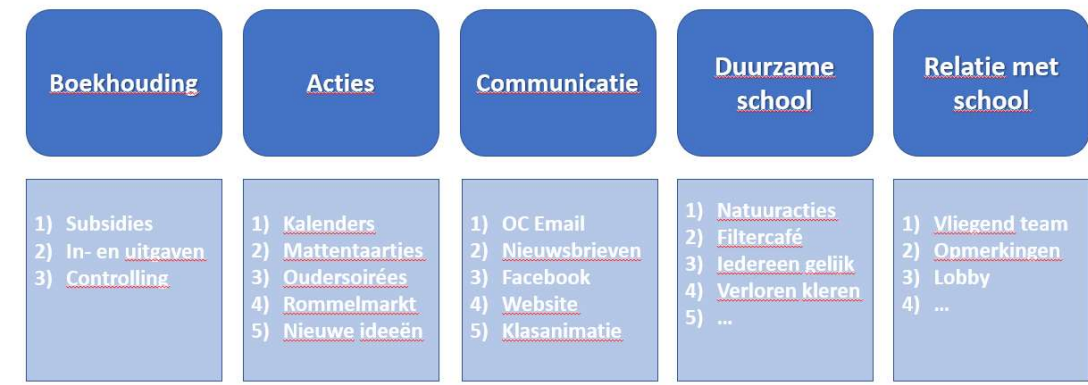 Boekhouding
1) Subsidies
2) In- en uitgaven
3) Controlling
Acties
1) Kalenders
2) Mattentaartjes
3) Oudersoirées
4) Rommelmarkt
5) Nieuwe ideeën
Communicatie
1) OC Email
2) Nieuwsbrieven
3) Facebook
4) Website
5) Klasanimatie
Duurzame
school
1) Natuuracties
2) Filtercafé
3) Iedereen gelijk
4) Verloren kleren
5) ...
Relatie met
school
1) Vliegend team
2) Opmerkingen
3) Lobby
4) ...